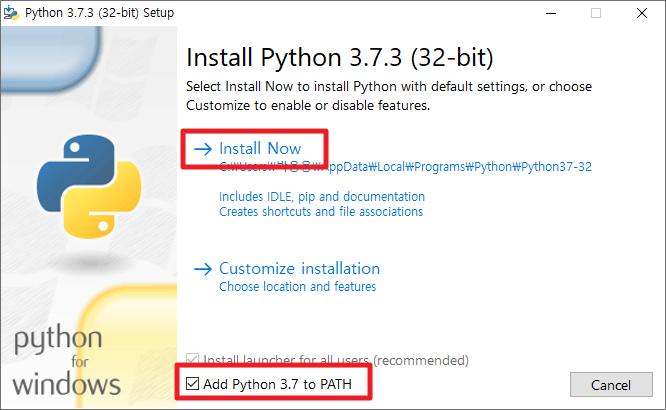 Python 3.7.3 (32-bit) Setup
Install Python 3.7.3 (32-bit)
Select Install Now to install Python with default settings, or choose
Customize to enable or disable features.
Install Now
C:₩Users₩ ₩AppData₩Local₩Programs₩Python₩Python37-32
Includes IDLE, pip and documentation
Creates shortcuts and file associations
Customize installation
Choose location and features
python
for
windows
Install launcher for all users (recommended)
Add Python 3.7 to PATH
Cancel